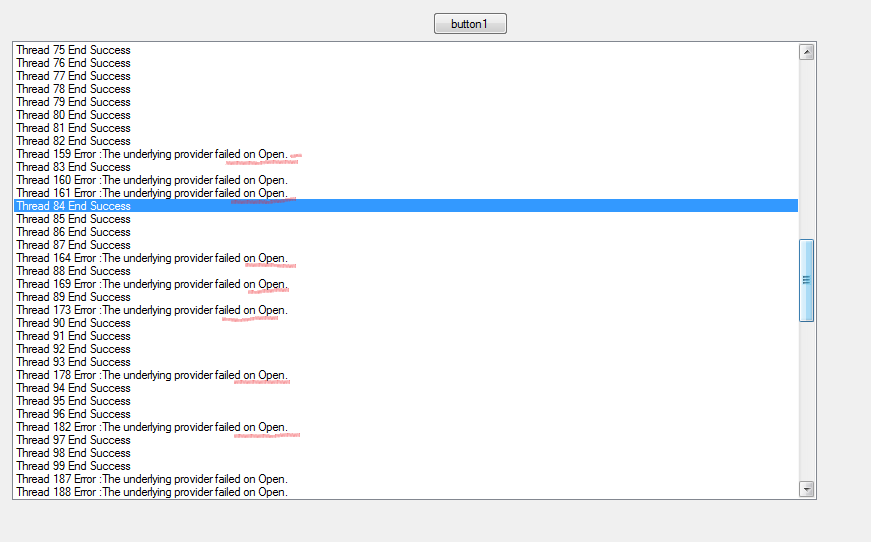 button1
Thread 75 End Success
Thread 76 End Success
Thread 77 End Success
Thread 78 End Success
Thread 79 End Success
Thread 80 End Success
Thread 81 End Success
Thread 82 End Success
Thread 159 Error :The underlying provider failed on Open.
Thread 83 End Success
Thread 160 Error :The underlying provider failed on Open.
Thread 161 Error :The underlying provider failed on Open.
Thread 84 End Success
Thread 85 End Success
Thread 86 End Success
Thread 87 End Success
Thread 164 Error :The underlying provider failed on Open.
Thread 88 End Success
Thread 169 Error :The underlying provider failed on Open.
Thread 89 End Success
Thread 173 Error :The underlying provider failed on Open.
Thread 90 End Success
Thread 91 End Success
Thread 92 End Success
Thread 93 End Success
Thread 178 Error :The underlying provider failed on Open.
Thread 94 End Success
Thread 95 End Success
Thread 96 End Success
Thread 182 Error :The underlying provider failed on Open.
Thread 97 End Success
Thread 98 End Success
Thread 99 End Success
Thread 187 Error :The underlying provider failed on Open.
Thread 188 Error :The underlying provider failed on Open.